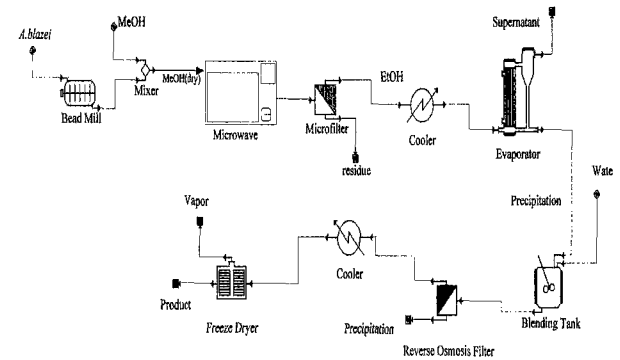 A.blazei
MeOH
Mixer
MeOH(dry)
Bead Mill
Microwave
Microfilter
residue
EtOH
Cooler
Supernatant
Evaporator
Wate
Precipitation
Blending Tank
Vapor
Product
Freeze Dryer
Cooler
Precipitation
Reverse Osmosis Filter